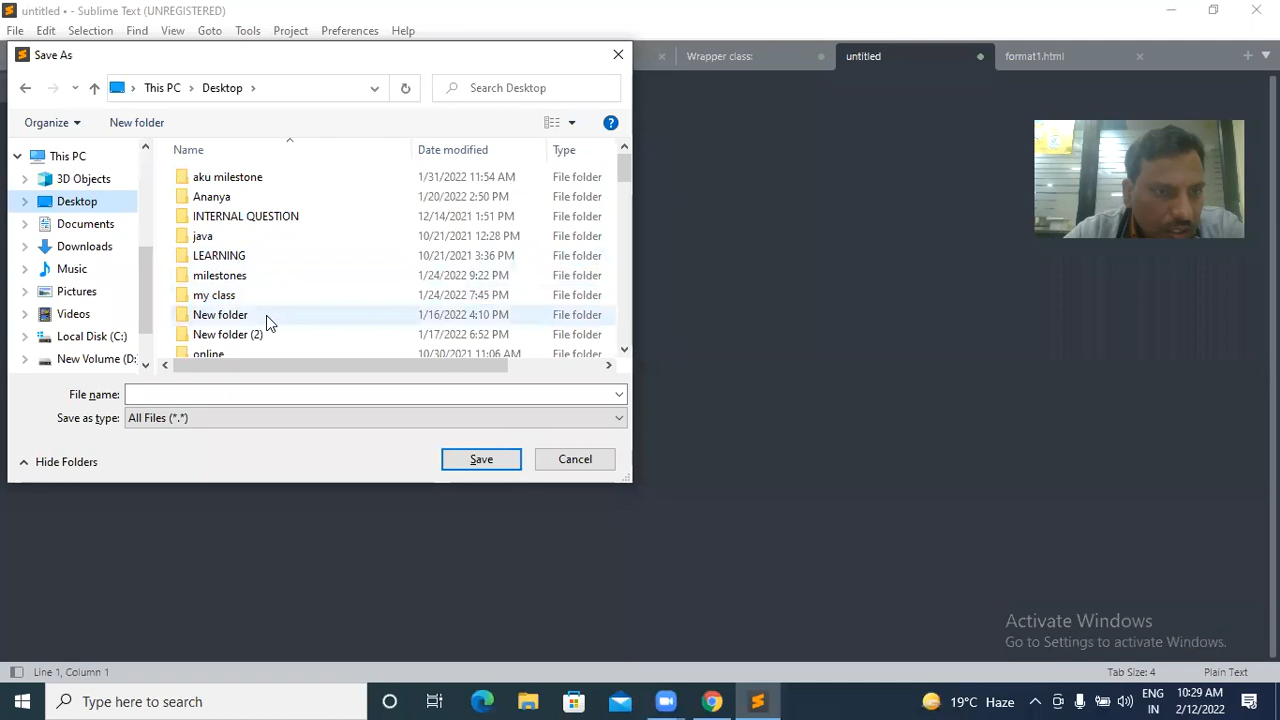 untitled • - Sublime Text (UNREGISTERED)
File Edit Selection Find View Goto Tools Project Preferences Help
Save As
Wrapper class:
untitled
format1.html
This PC
Desktop
Search Desktop
Organize
New folder
Name
Date modified
Type
This PC
3D Objects
Desktop
Documents
Downloads
Music
Pictures
Videos
Local Disk (C:)
New Volume (D:
aku milestone 1/31/2022 11:54 AM File folder
Ananya 1/20/2022 2:50 PM File folder
INTERNAL QUESTION 12/14/2021 1:51 PM File folder
java 10/21/2021 12:28 PM File folder
LEARNING 10/21/2021 3:36 PM File folder
milestones 1/24/2022 9:22 PM File folder
my class 1/24/2022 7:45 PM File folder
New folder 1/16/2022 4:10 PM File folder
New folder (2) 1/17/2022 6:52 PM File folder
online 10/30/2021 11:06 AM File folder
File name:
Save as type: All Files (*.*)
Hide Folders
Save
Cancel
Activate Windows
Go to Settings to activate Windows.
Line 1, Column 1
Tab Size: 4
Plain Text
Type here to search
19°C Haze
ENG
IN
10:29 AM
2/12/2022